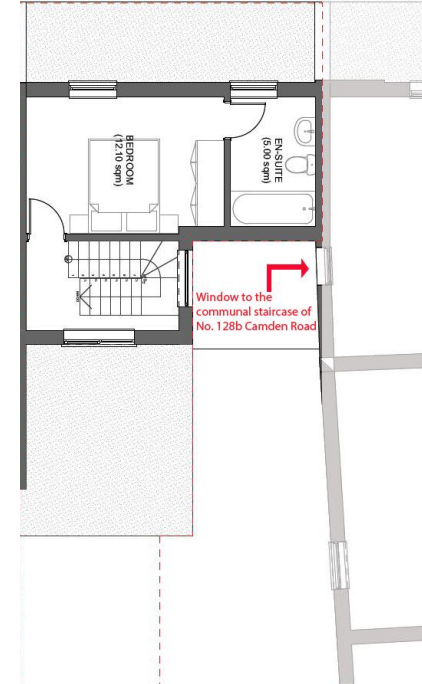 BEDROOM
(12.10 sqm)
EN-SUITE
(5.00 sqm)
Window to the
communal staircase of
No. 128b Camden Road